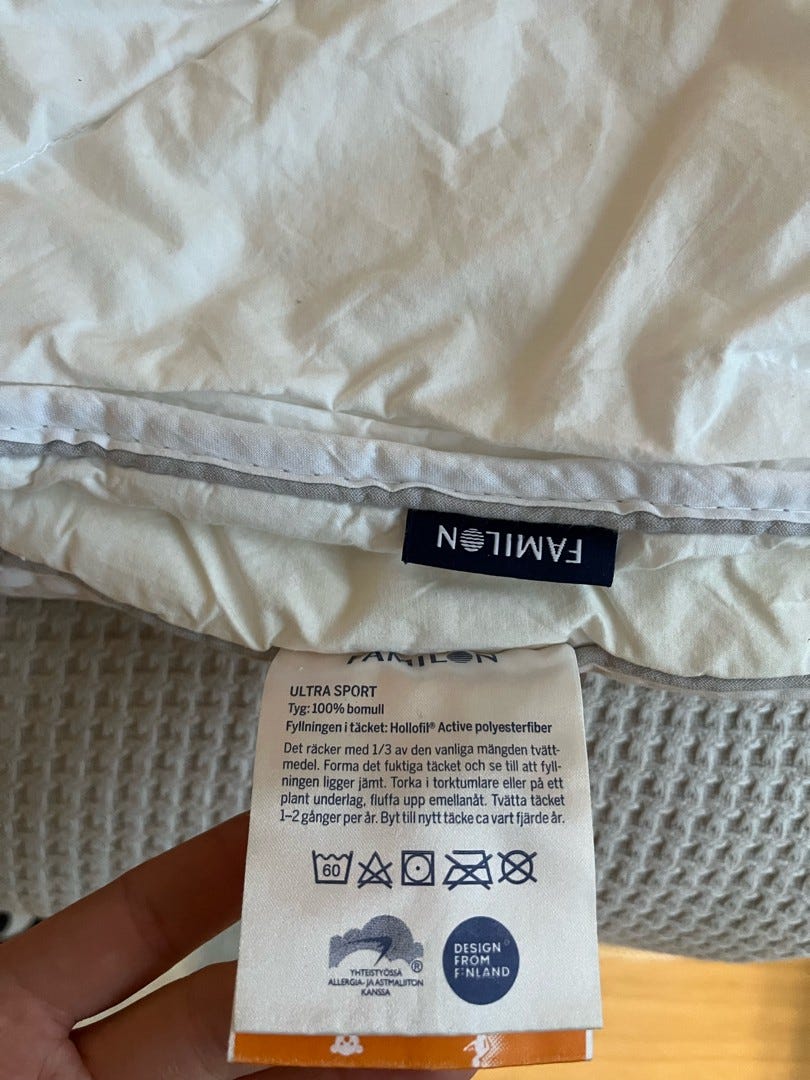 FAMILON
FAMILON
ULTRA SPORT
Tyg: 100% bomull
Fyllningen i täcket: Hollofil® Active polyesterfiber
Det räcker med 1/3 av den vanliga mängden tvätt-
medel. Forma det fuktiga täcket och se till att fyll-
ningen ligger jämt. Torka i torktumlare eller på ett
plant underlag, fluffa upp emellanåt. Tvätta täcket
1–2 gånger per år. Byt till nytt täcke ca vart fjärde år.
60
YHTEISTYÖSSÄ
ALLERGIA- JA ASTMALIITON
KANSSA
®
DESIGN
FROM
FINLAND